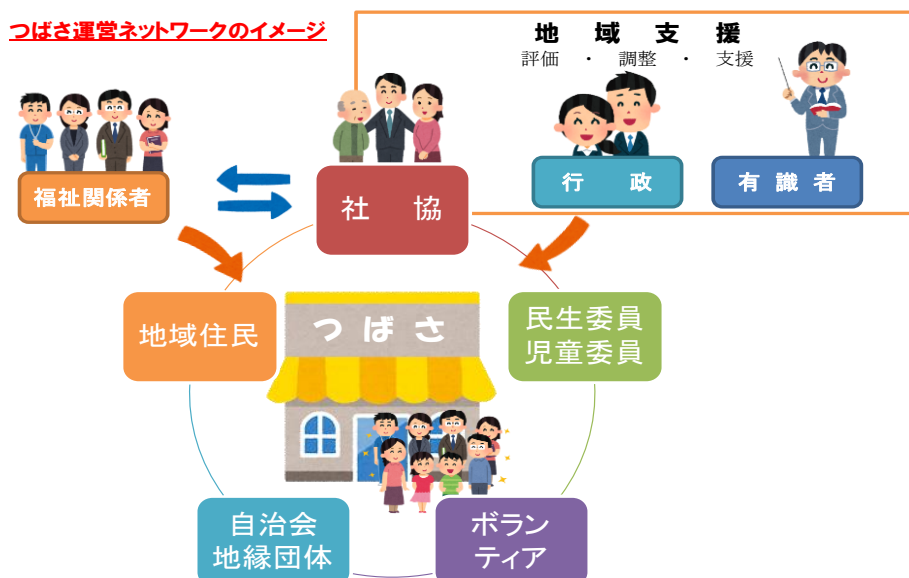 つばさ運営ネットワークのイメージ
地域支援
評価・調整・支援
福祉関係者
社協
行政
有識者
地域住民
つばさ
民生委員
児童委員
自治会
地縁団体
ボラン
ティア